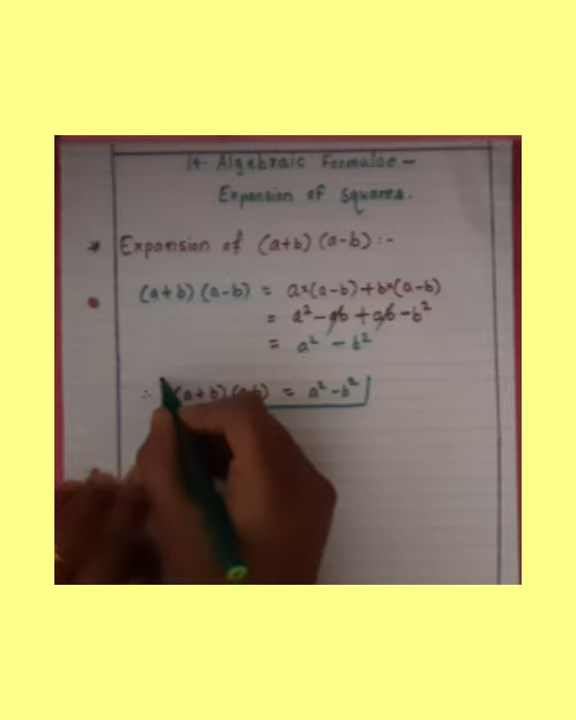 14. Algebraic Formulae -
Expansion of Squares.
* Expansion of (a+b) (a-b) :-
(a+b) (a-b) = a×(a-b)+b×(a-b)
= a²-ab+ab-b²
= a² - b²
∴ (a+b) (a-b) = a²-b²